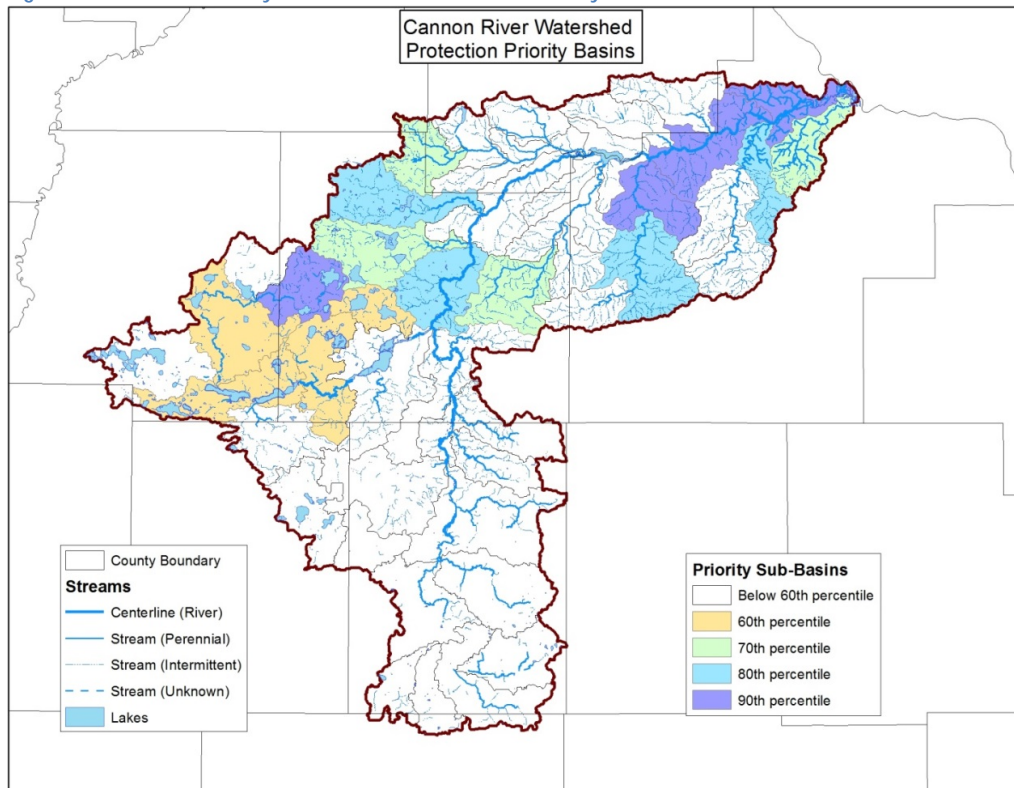 Cannon River Watershed
Protection Priority Basins
County Boundary
Streams
Centerline (River)
Stream (Perennial)
Stream (Intermittent)
Stream (Unknown)
Lakes
Priority Sub-Basins
Below 60th percentile
60th percentile
70th percentile
80th percentile
90th percentile